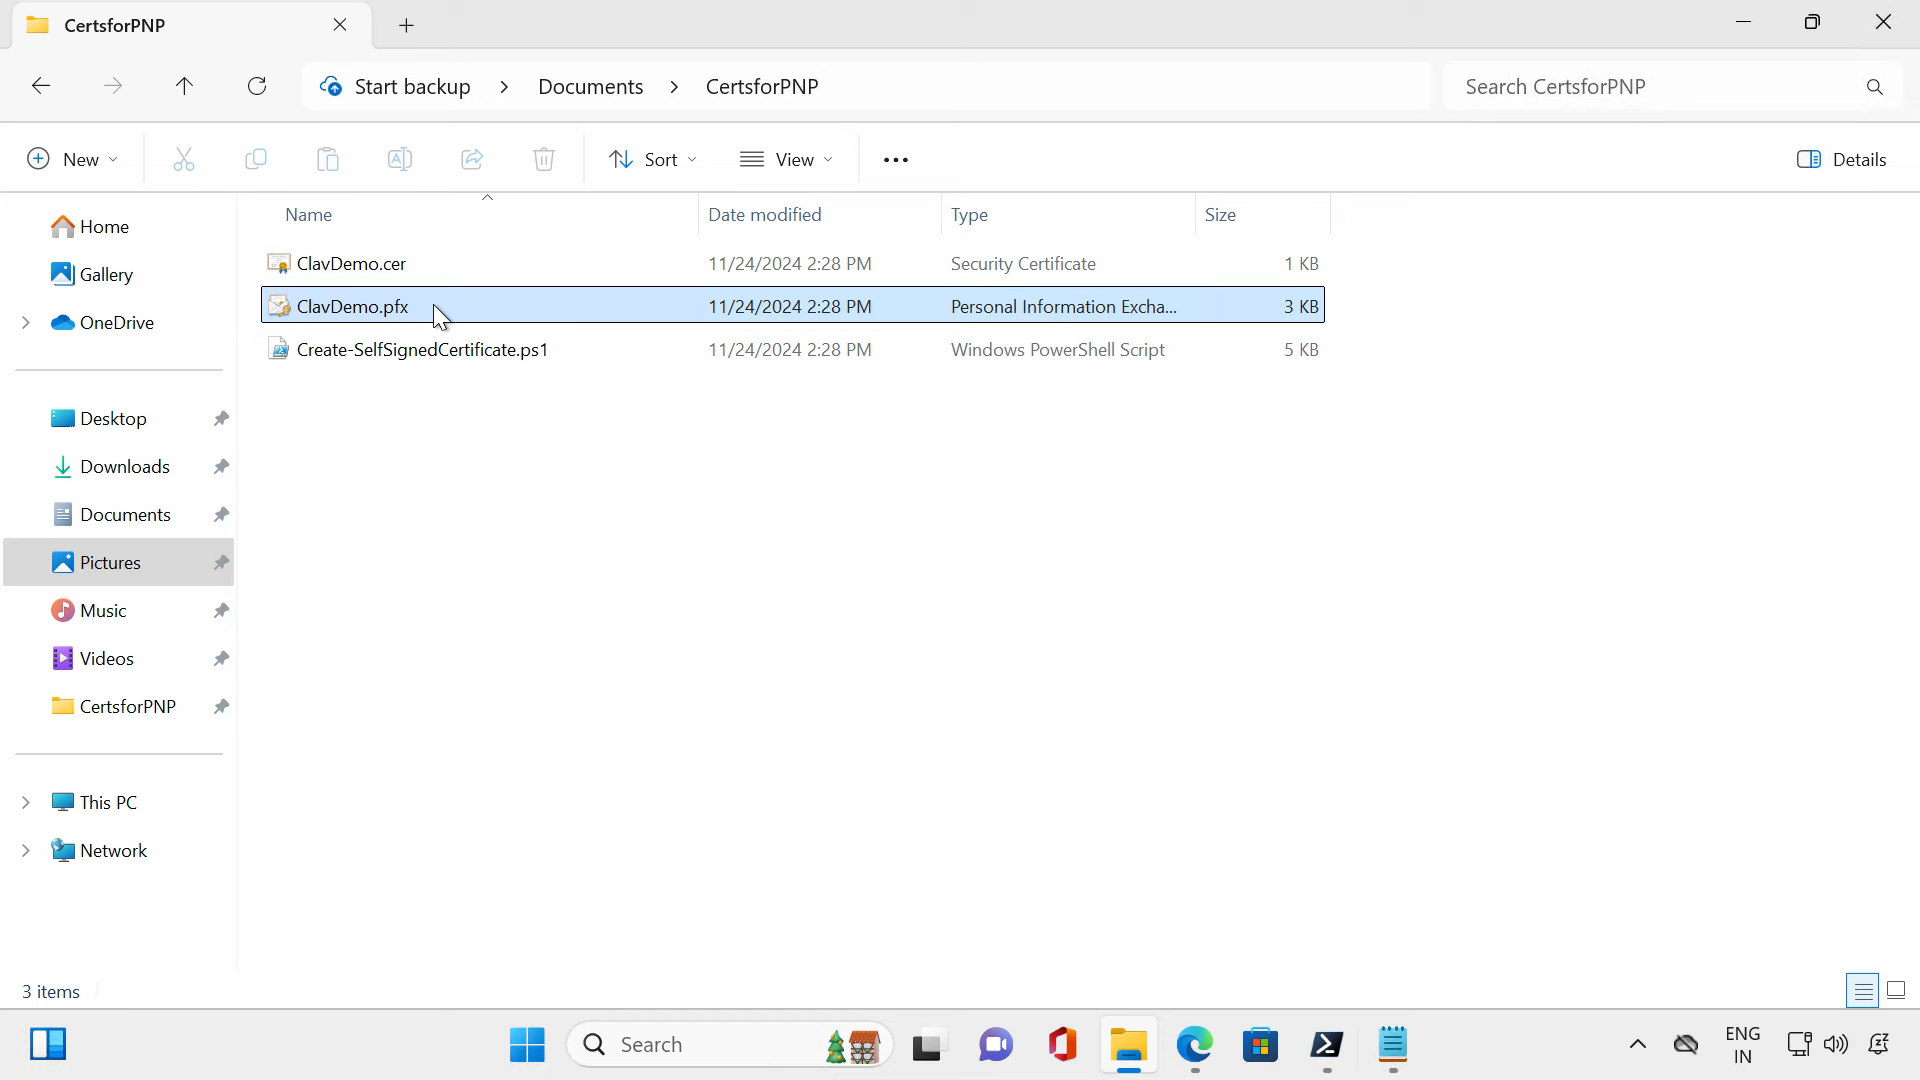 CertsforPNP
Start backup > Documents > CertsforPNP
Search CertsforPNP
New
Sort
View
Details
Name Date modified Type Size
ClavDemo.cer 11/24/2024 2:28 PM Security Certificate 1 KB
ClavDemo.pfx 11/24/2024 2:28 PM Personal Information Excha... 3 KB
Create-SelfSignedCertificate.ps1 11/24/2024 2:28 PM Windows PowerShell Script 5 KB
Home
Gallery
OneDrive
Desktop
Downloads
Documents
Pictures
Music
Videos
CertsforPNP
This PC
Network
3 items
Search
ENG
IN